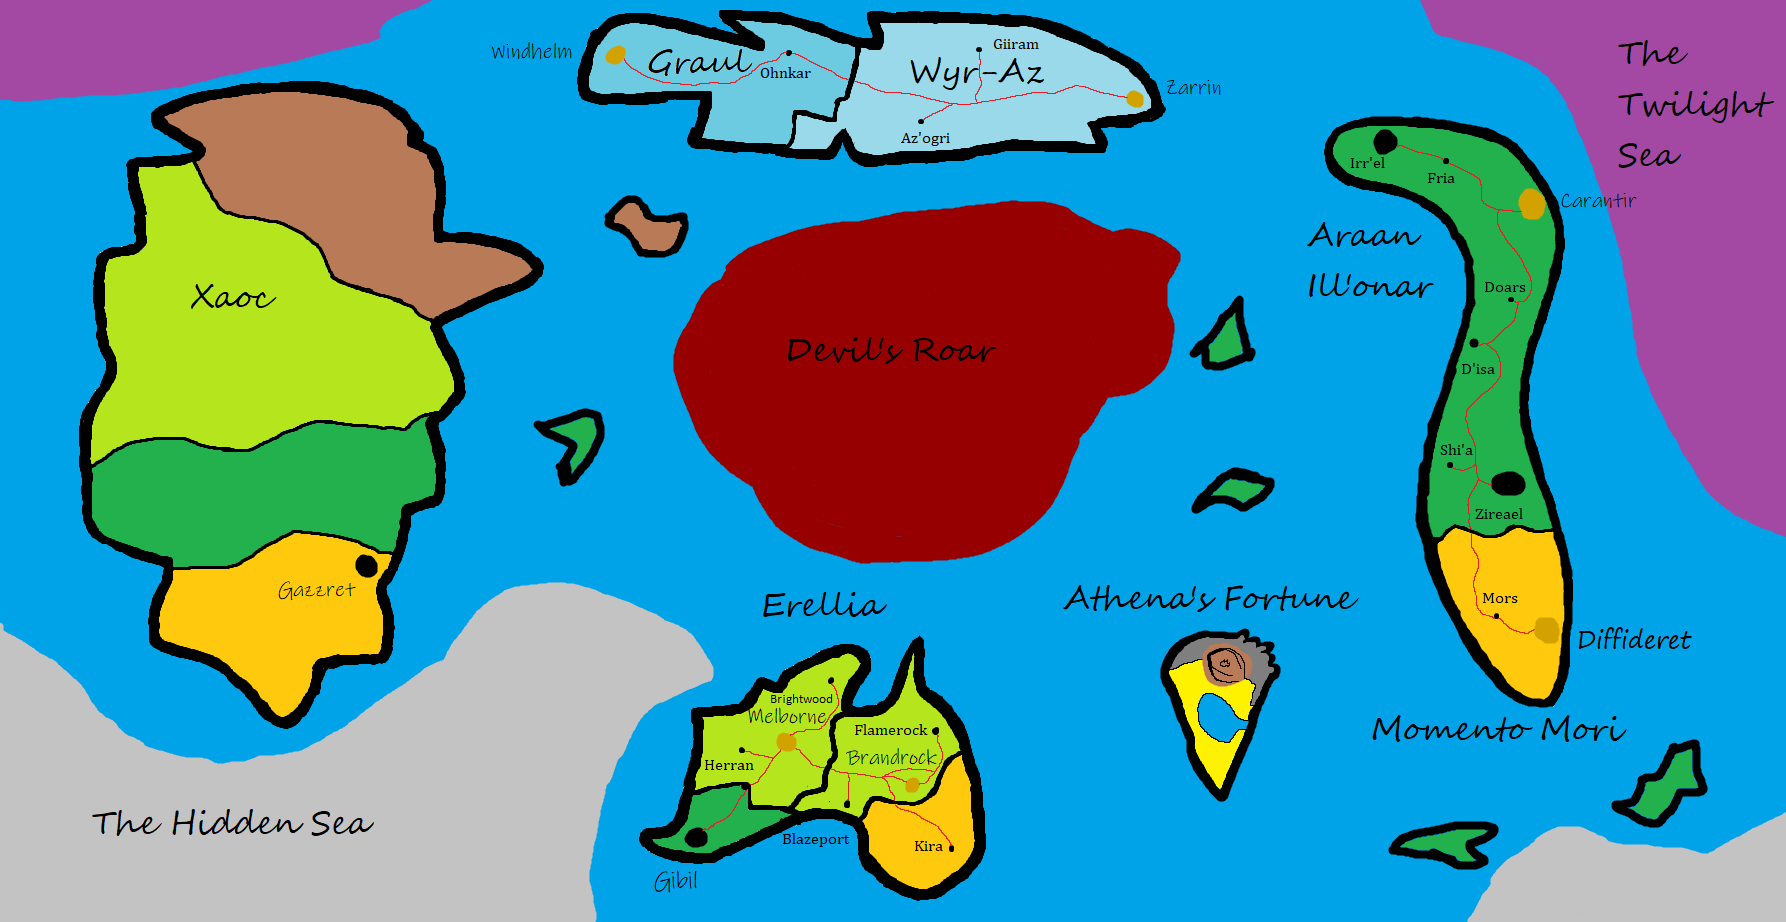 The
Twilight
Sea
Windhelm
Graul
Ohnkar
Wyr-Az
Giiram
Zarrin
Az'ogri
Irr'el
Fria
Carantir
Araan
Ill'onar
Doars
D'isa
Shi'a
Zireael
Xaoc
Devil's Roar
Gazzret
Erellia
Athena's Fortune
Mors
Diffideret
Momento Mori
Brightwood
Melborne
Flamerock
Brandrock
Herran
Blazeport
Kira
Gibil
The Hidden Sea